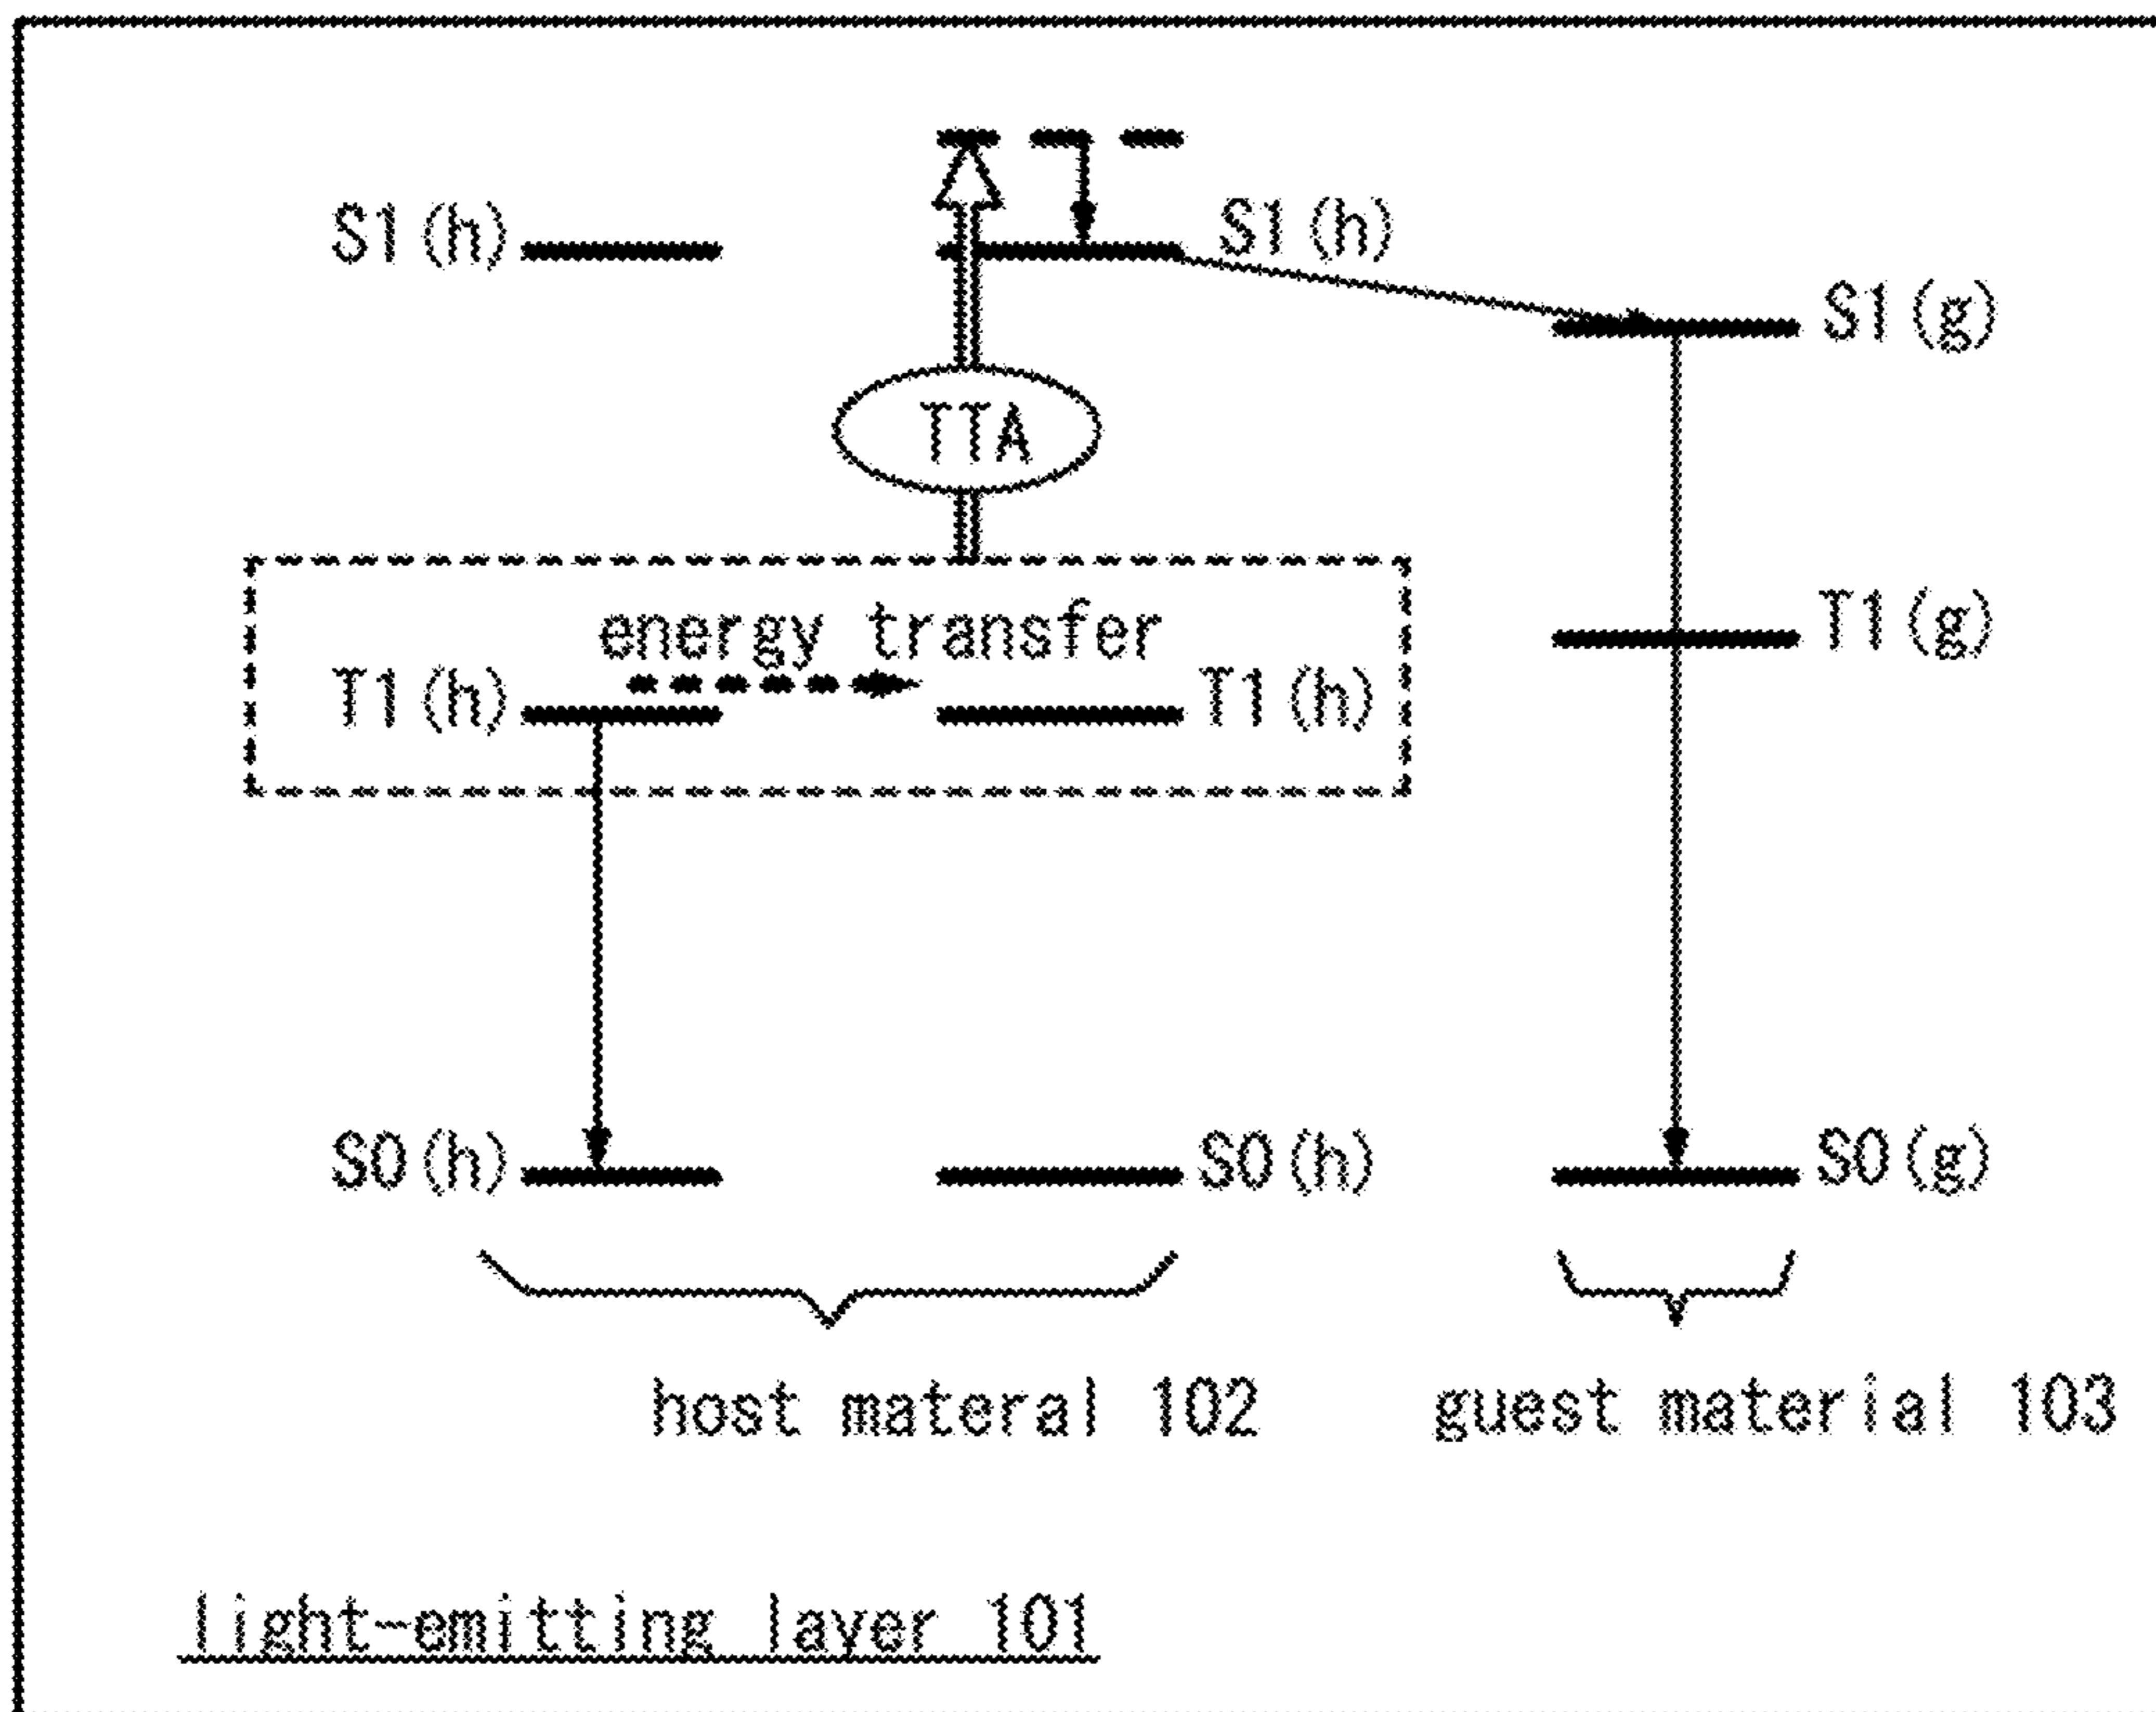 S1(h)
S1(h)
S1(g)
TTA
energy transfer
T1(g)
T1(h)
T1(h)
S0(h)
S0(h)
S0(g)
host materal 102
guest material 103
light-emitting layer 101